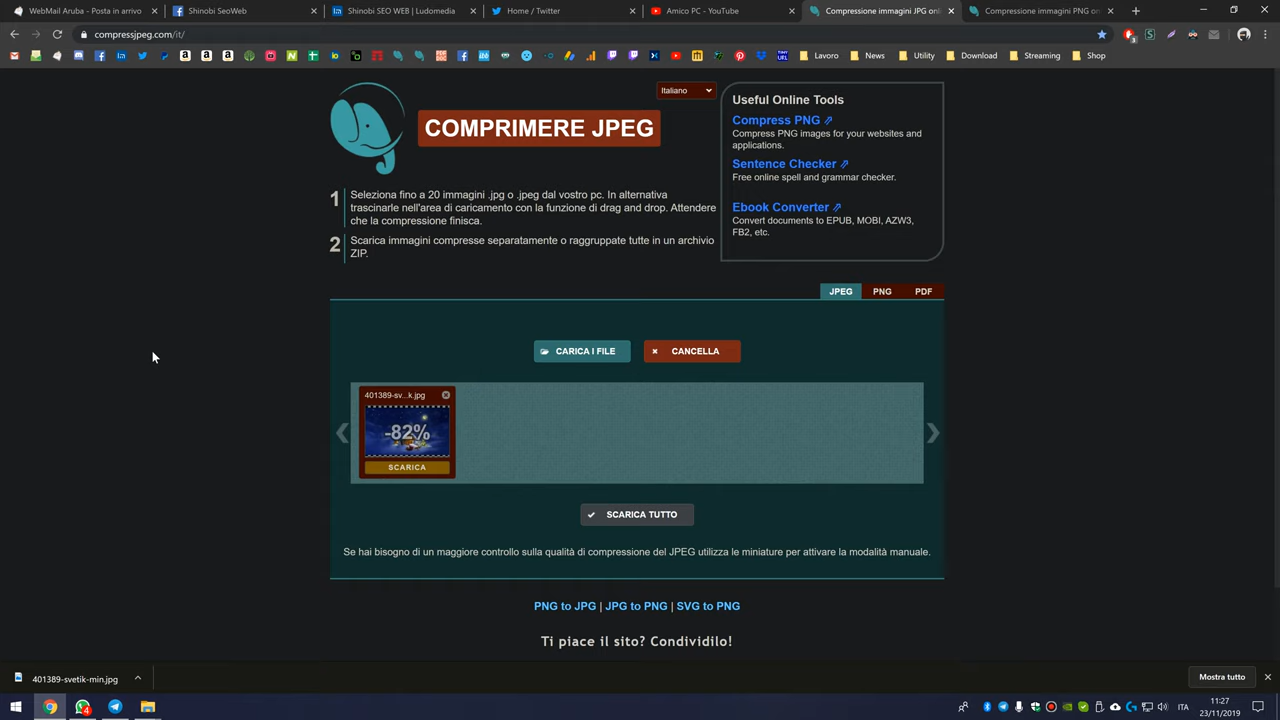 WebMail Aruba - Posta in arrivo
Shinobi SeoWeb
Shinobi SEO WEB | Ludomedia
Home / Twitter
Amico PC - YouTube
Compressione immagini JPG onl
Compressione immagini PNG on
compressjpeg.com/it/
Lavoro
News
Utility
Download
Streaming
Shop
Italiano
COMPRIMERE JPEG
1
Seleziona fino a 20 immagini .jpg o .jpeg dal vostro pc. In alternativa
trascinarle nell'area di caricamento con la funzione di drag and drop. Attendere
che la compressione finisca.
2
Scarica immagini compresse separatamente o raggruppate tutte in un archivio
ZIP.
Useful Online Tools
Compress PNG
Compress PNG images for your websites and
applications.
Sentence Checker
Free online spell and grammar checker.
Ebook Converter
Convert documents to EPUB, MOBI, AZW3,
FB2, etc.
JPEG
PNG
PDF
CARICA I FILE
CANCELLA
401389-sv...k.jpg
-82%
SCARICA
SCARICA TUTTO
Se hai bisogno di un maggiore controllo sulla qualità di compressione del JPEG utilizza le miniature per attivare la modalità manuale.
PNG to JPG | JPG to PNG | SVG to PNG
Ti piace il sito? Condividilo!
401389-svetik-min.jpg
Mostra tutto
4
ITA
11:27
23/11/2019